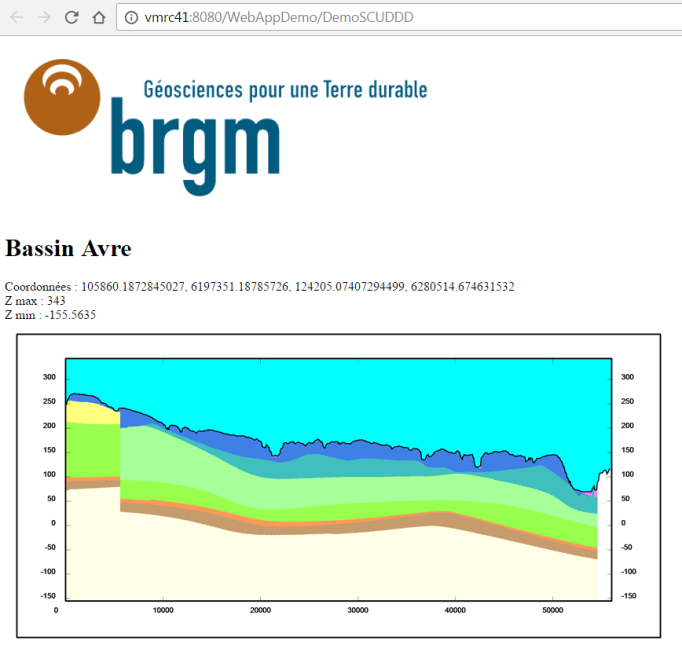 vmrc41:8080/WebAppDemo/DemoSCUDDD
Géosciences pour une Terre durable
brgm
Bassin Avre
Coordonnées : 105860.1872845027, 6197351.18785726, 124205.07407294499, 6280514.674631532
Z max : 343
Z min : -155.5635
300 300
250 250
200 200
150 150
100 100
50 50
0 0
-50 -50
-100 -100
-150 -150
0 10000 20000 30000 40000 50000